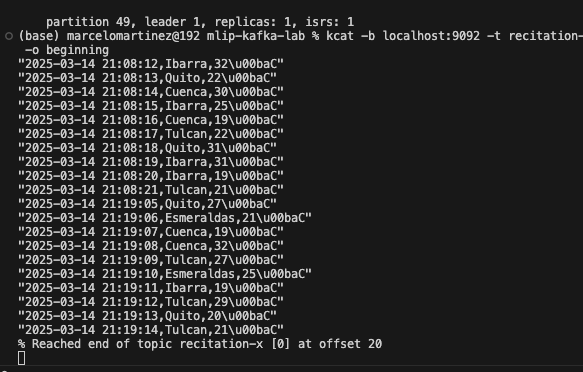 partition 49, leader 1, replicas: 1, isrs: 1
(base) marcelomartinez@192 mlip-kafka-lab % kcat -b localhost:9092 -t recitation-
-o beginning
"2025-03-14 21:08:12,Ibarra,32\u00baC"
"2025-03-14 21:08:13,Quito,22\u00baC"
"2025-03-14 21:08:14,Cuenca,30\u00baC"
"2025-03-14 21:08:15,Ibarra,25\u00baC"
"2025-03-14 21:08:16,Cuenca,19\u00baC"
"2025-03-14 21:08:17,Tulcan,22\u00baC"
"2025-03-14 21:08:18,Quito,31\u00baC"
"2025-03-14 21:08:19,Ibarra,31\u00baC"
"2025-03-14 21:08:20,Ibarra,19\u00baC"
"2025-03-14 21:08:21,Tulcan,21\u00baC"
"2025-03-14 21:19:05,Quito,27\u00baC"
"2025-03-14 21:19:06,Esmeraldas,21\u00baC"
"2025-03-14 21:19:07,Cuenca,19\u00baC"
"2025-03-14 21:19:08,Cuenca,32\u00baC"
"2025-03-14 21:19:09,Tulcan,27\u00baC"
"2025-03-14 21:19:10,Esmeraldas,25\u00baC"
"2025-03-14 21:19:11,Ibarra,19\u00baC"
"2025-03-14 21:19:12,Tulcan,29\u00baC"
"2025-03-14 21:19:13,Quito,20\u00baC"
"2025-03-14 21:19:14,Tulcan,21\u00baC"
% Reached end of topic recitation-x [0] at offset 20